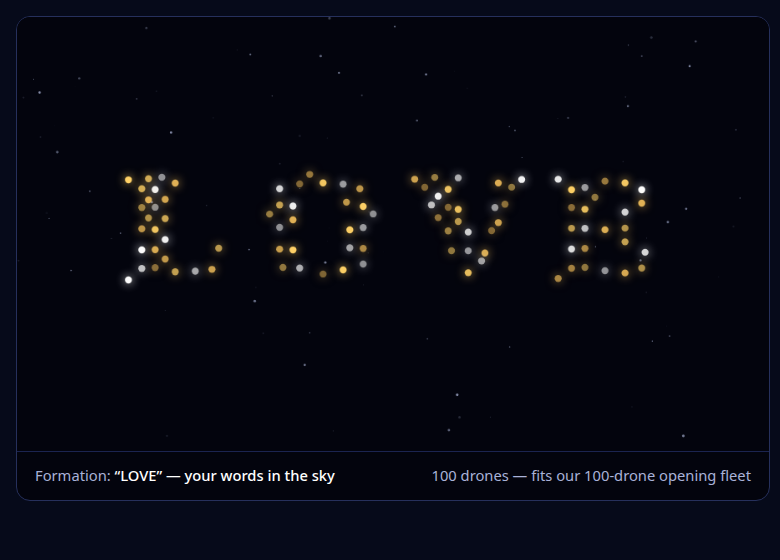 LOVE
Formation: “LOVE” — your words in the sky
100 drones — fits our 100-drone opening fleet